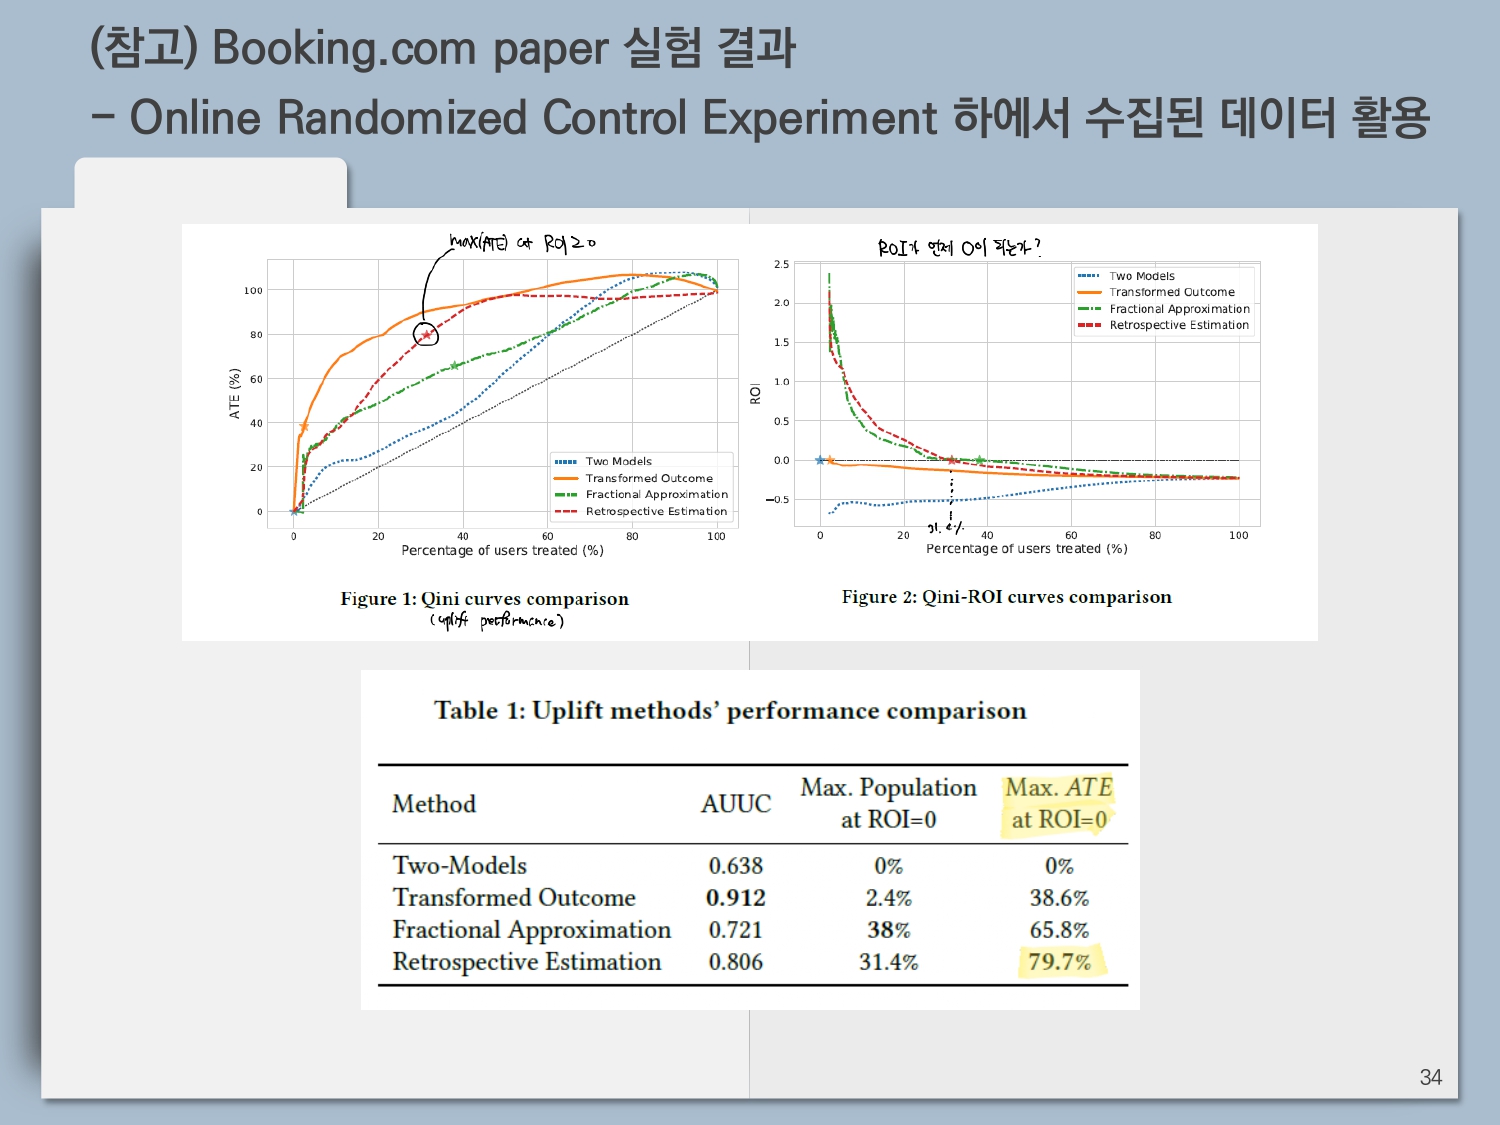 (참고) Booking.com paper 실험 결과
- Online Randomized Control Experiment 하에서 수집된 데이터 활용
max(ATE) at ROI≥0
100
80
60
40
20
0
ATE (%)
Two Models
Transformed Outcome
Fractional Approximation
Retrospective Estimation
0 20 40 60 80 100
Percentage of users treated (%)
Figure 1: Qini curves comparison
(uplift performance)
ROI가 언제 0이 되는가?
2.5
2.0
1.5
1.0
0.5
0.0
-0.5
ROI
Two Models
Transformed Outcome
Fractional Approximation
Retrospective Estimation
31.4%
0 20 40 60 80 100
Percentage of users treated (%)
Figure 2: Qini-ROI curves comparison
Table 1: Uplift methods' performance comparison
Method AUUC Max. Population at ROI=0 Max. ATE at ROI=0
Two-Models 0.638 0% 0%
Transformed Outcome 0.912 2.4% 38.6%
Fractional Approximation 0.721 38% 65.8%
Retrospective Estimation 0.806 31.4% 79.7%
34